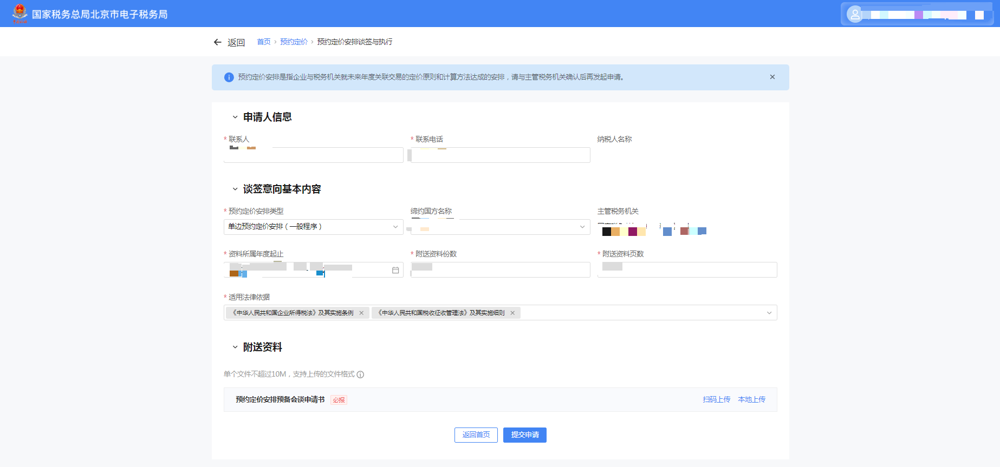 国家税务总局北京市电子税务局
返回 首页 › 预约定价 › 预约定价安排谈签与执行
预约定价安排是指企业与税务机关就未来年度关联交易的定价原则和计算方法达成的安排，请与主管税务机关确认后再发起申请。
申请人信息
* 联系人 * 联系电话 纳税人名称
谈签意向基本内容
* 预约定价安排类型 缔约国方名称 主管税务机关
单边预约定价安排（一般程序）
* 资料所属年度起止 * 附送资料份数 * 附送资料页数
* 适用法律依据
《中华人民共和国企业所得税法》及其实施条例 × 《中华人民共和国税收征收管理法》及其实施细则 ×
附送资料
单个文件不超过10M，支持上传的文件格式
预约定价安排预备会谈申请书 必报 扫码上传 本地上传
返回首页 提交申请